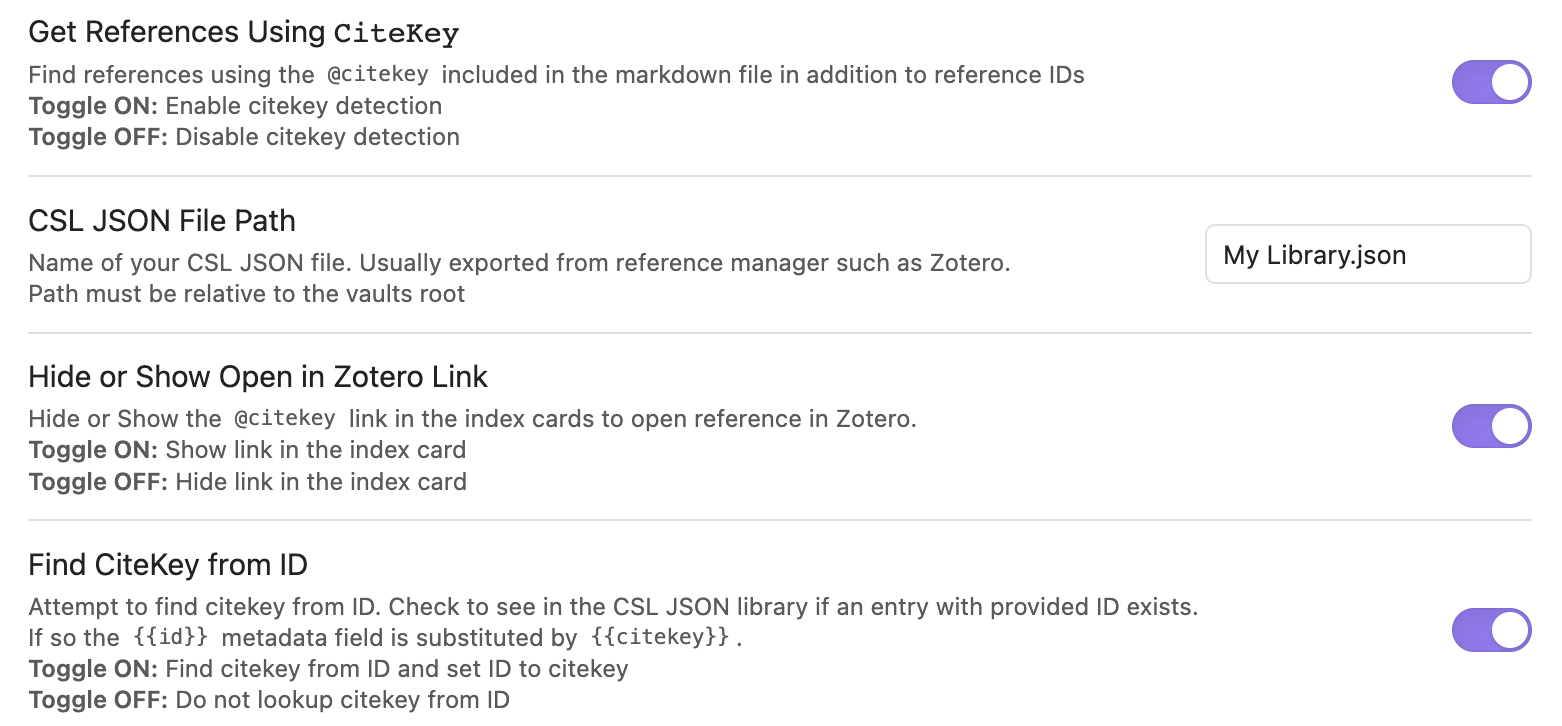 Get References Using CiteKey
Find references using the @citekey included in the markdown file in addition to reference IDs
Toggle ON: Enable citekey detection
Toggle OFF: Disable citekey detection
CSL JSON File Path
Name of your CSL JSON file. Usually exported from reference manager such as Zotero.
Path must be relative to the vaults root
My Library.json
Hide or Show Open in Zotero Link
Hide or Show the @citekey link in the index cards to open reference in Zotero.
Toggle ON: Show link in the index card
Toggle OFF: Hide link in the index card
Find CiteKey from ID
Attempt to find citekey from ID. Check to see in the CSL JSON library if an entry with provided ID exists.
If so the {{id}} metadata field is substituted by {{citekey}} .
Toggle ON: Find citekey from ID and set ID to citekey
Toggle OFF: Do not lookup citekey from ID